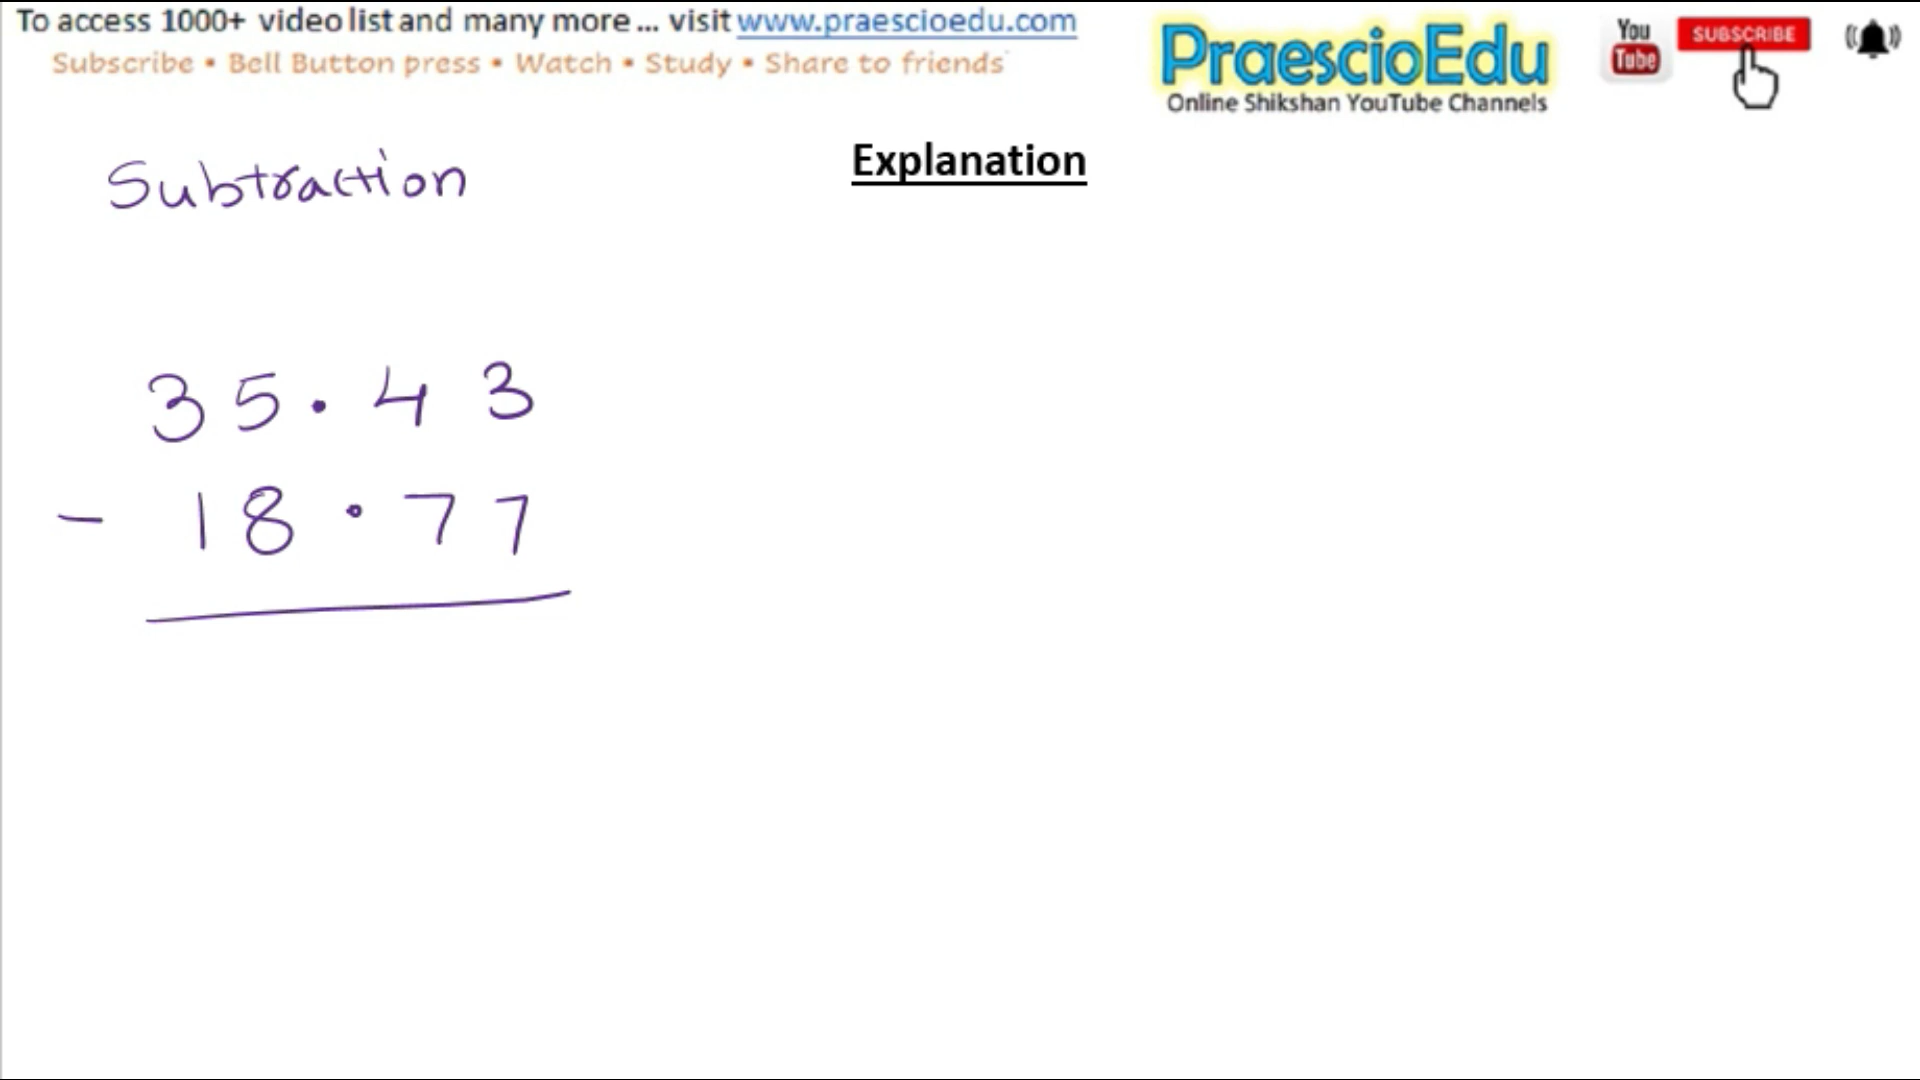 To access 1000+ video list and many more ... visit www.praescioedu.com
Subscribe • Bell Button press • Watch • Study • Share to friends
PraescioEdu
Online Shikshan YouTube Channels
You
Tube
SUBSCRIBE
Explanation
Subtraction
35.43
- 18.77